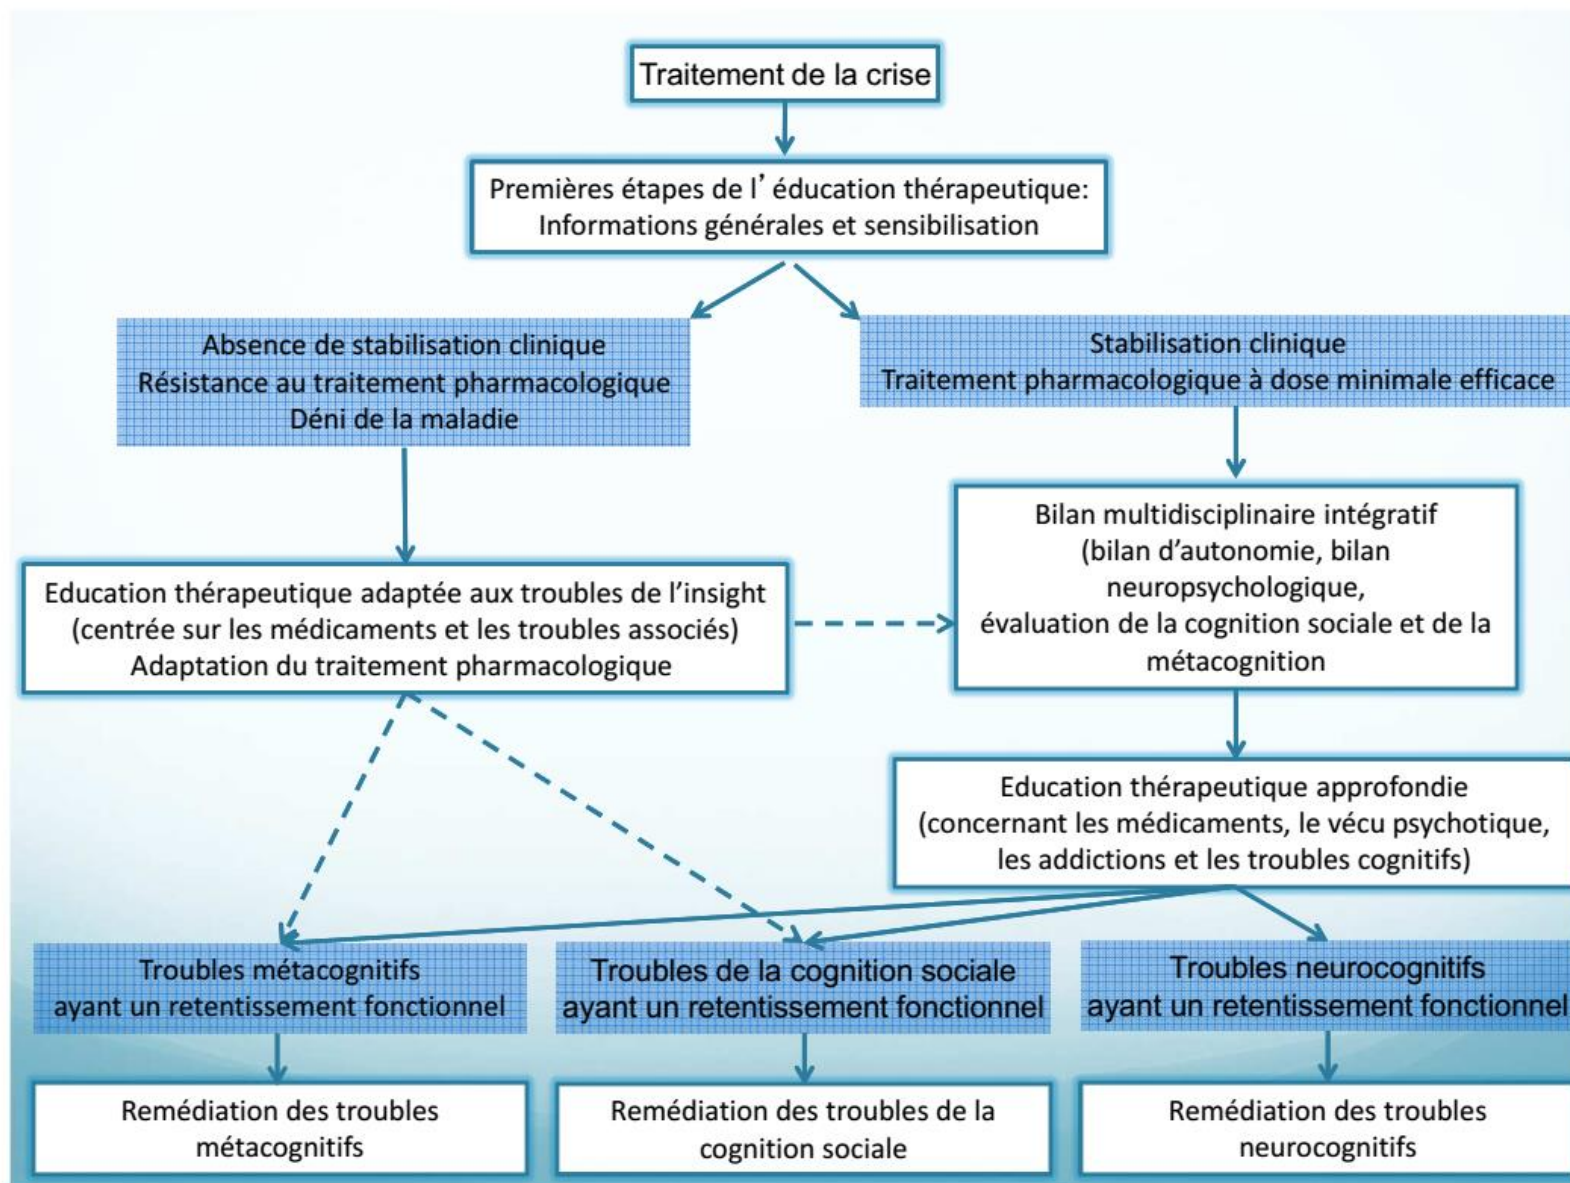 Traitement de la crise
Premières étapes de l’éducation thérapeutique:
Informations générales et sensibilisation
Absence de stabilisation clinique
Résistance au traitement pharmacologique
Déni de la maladie
Stabilisation clinique
Traitement pharmacologique à dose minimale efficace
Education thérapeutique adaptée aux troubles de l’insight
(centrée sur les médicaments et les troubles associés)
Adaptation du traitement pharmacologique
Bilan multidisciplinaire intégratif
(bilan d’autonomie, bilan
neuropsychologique,
évaluation de la cognition sociale et de la
métacognition
Education thérapeutique approfondie
(concernant les médicaments, le vécu psychotique,
les addictions et les troubles cognitifs)
Troubles métacognitifs
ayant un retentissement fonctionnel
Troubles de la cognition sociale
ayant un retentissement fonctionnel
Troubles neurocognitifs
ayant un retentissement fonctionnel
Remédiation des troubles
métacognitifs
Remédiation des troubles de la
cognition sociale
Remédiation des troubles
neurocognitifs